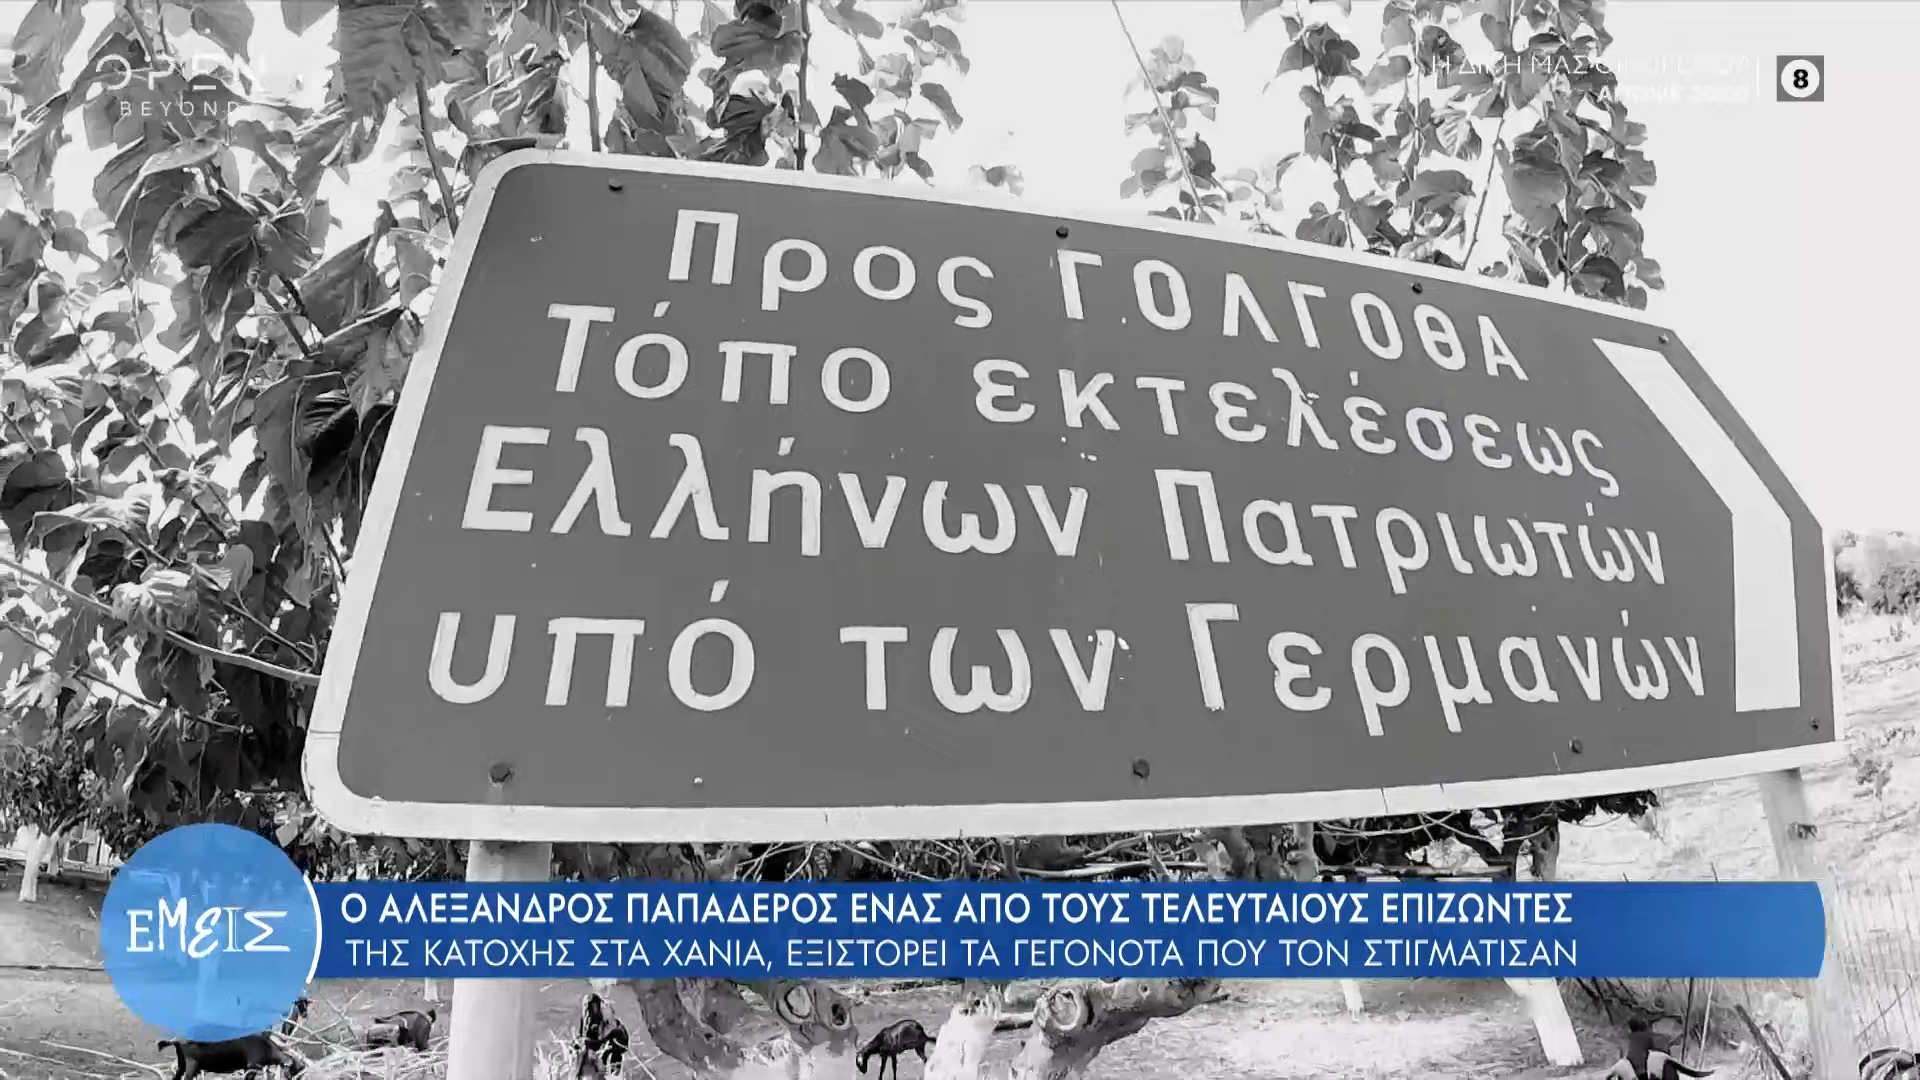 OPEN
BEYOND
8
Προς ΓΟΛΓΟΘΑ
Τόπο εκτελέσεως
Ελλήνων Πατριωτών
υπό των Γερμανών
ΕΜΕΙΣ
Ο ΑΛΕΞΑΝΔΡΟΣ ΠΑΠΑΔΕΡΟΣ ΕΝΑΣ ΑΠΟ ΤΟΥΣ ΤΕΛΕΥΤΑΙΟΥΣ ΕΠΙΖΩΝΤΕΣ
ΤΗΣ ΚΑΤΟΧΗΣ ΣΤΑ ΧΑΝΙΑ, ΕΞΙΣΤΟΡΕΙ ΤΑ ΓΕΓΟΝΟΤΑ ΠΟΥ ΤΟΝ ΣΤΙΓΜΑΤΙΣΑΝ